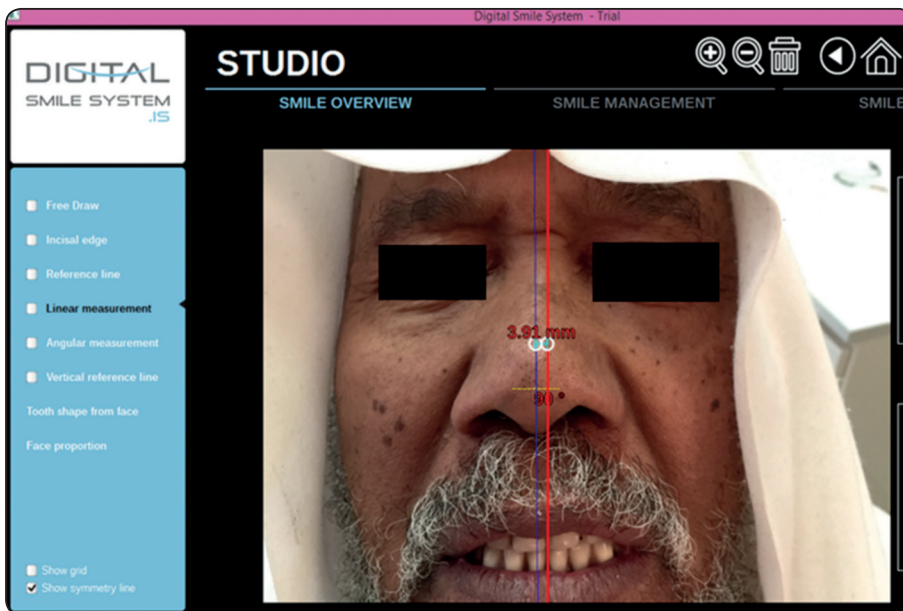 Digital Smile System - Trial
DIGITAL
SMILE SYSTEM
.IS
STUDIO
SMILE OVERVIEW
SMILE MANAGEMENT
SMILE
Free Draw
Incisal edge
Reference line
Linear measurement
Angular measurement
Vertical reference line
Tooth shape from face
Face proportion
Show grid
Show symmetry line
3.91 mm
90 °